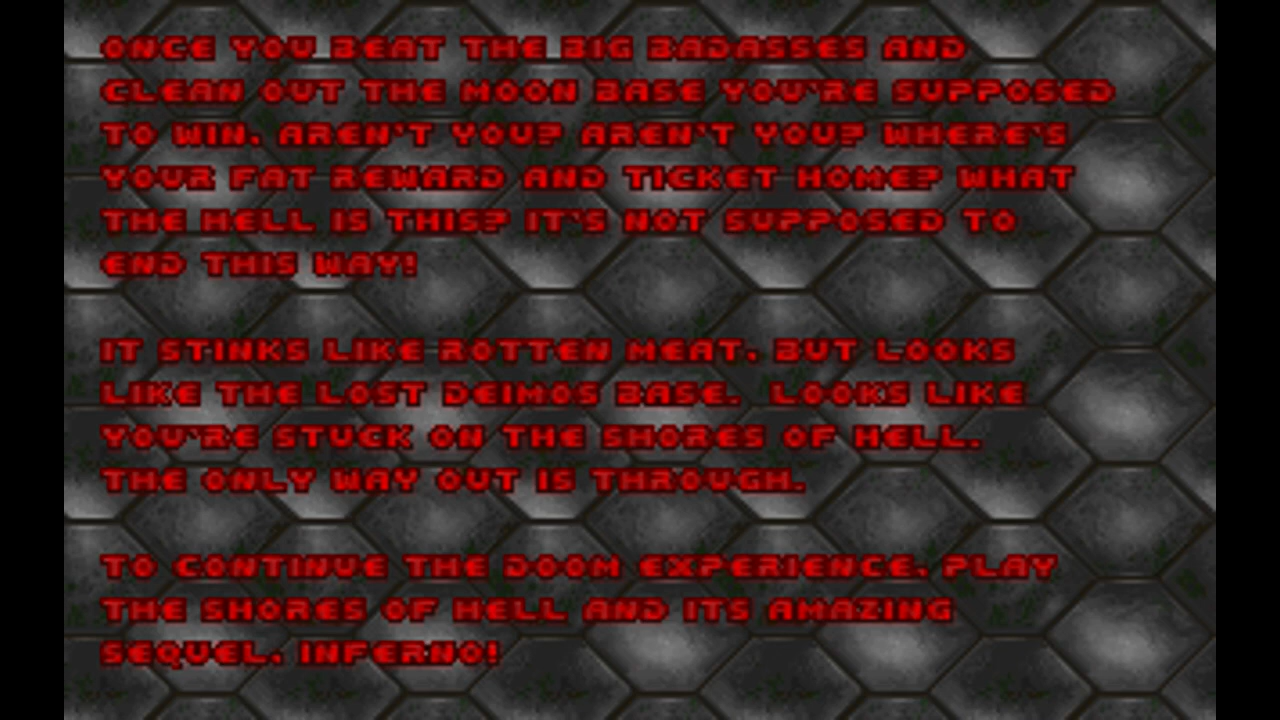 ONCE YOU BEAT THE BIG BADASSES AND
CLEAN OUT THE MOON BASE YOU'RE SUPPOSED
TO WIN, AREN'T YOU? AREN'T YOU? WHERE'S
YOUR FAT REWARD AND TICKET HOME? WHAT
THE HELL IS THIS? IT'S NOT SUPPOSED TO
END THIS WAY!
IT STINKS LIKE ROTTEN MEAT, BUT LOOKS
LIKE THE LOST DEIMOS BASE.  LOOKS LIKE
YOU'RE STUCK ON THE SHORES OF HELL.
THE ONLY WAY OUT IS THROUGH.
TO CONTINUE THE DOOM EXPERIENCE, PLAY
THE SHORES OF HELL AND ITS AMAZING
SEQUEL, INFERNO!